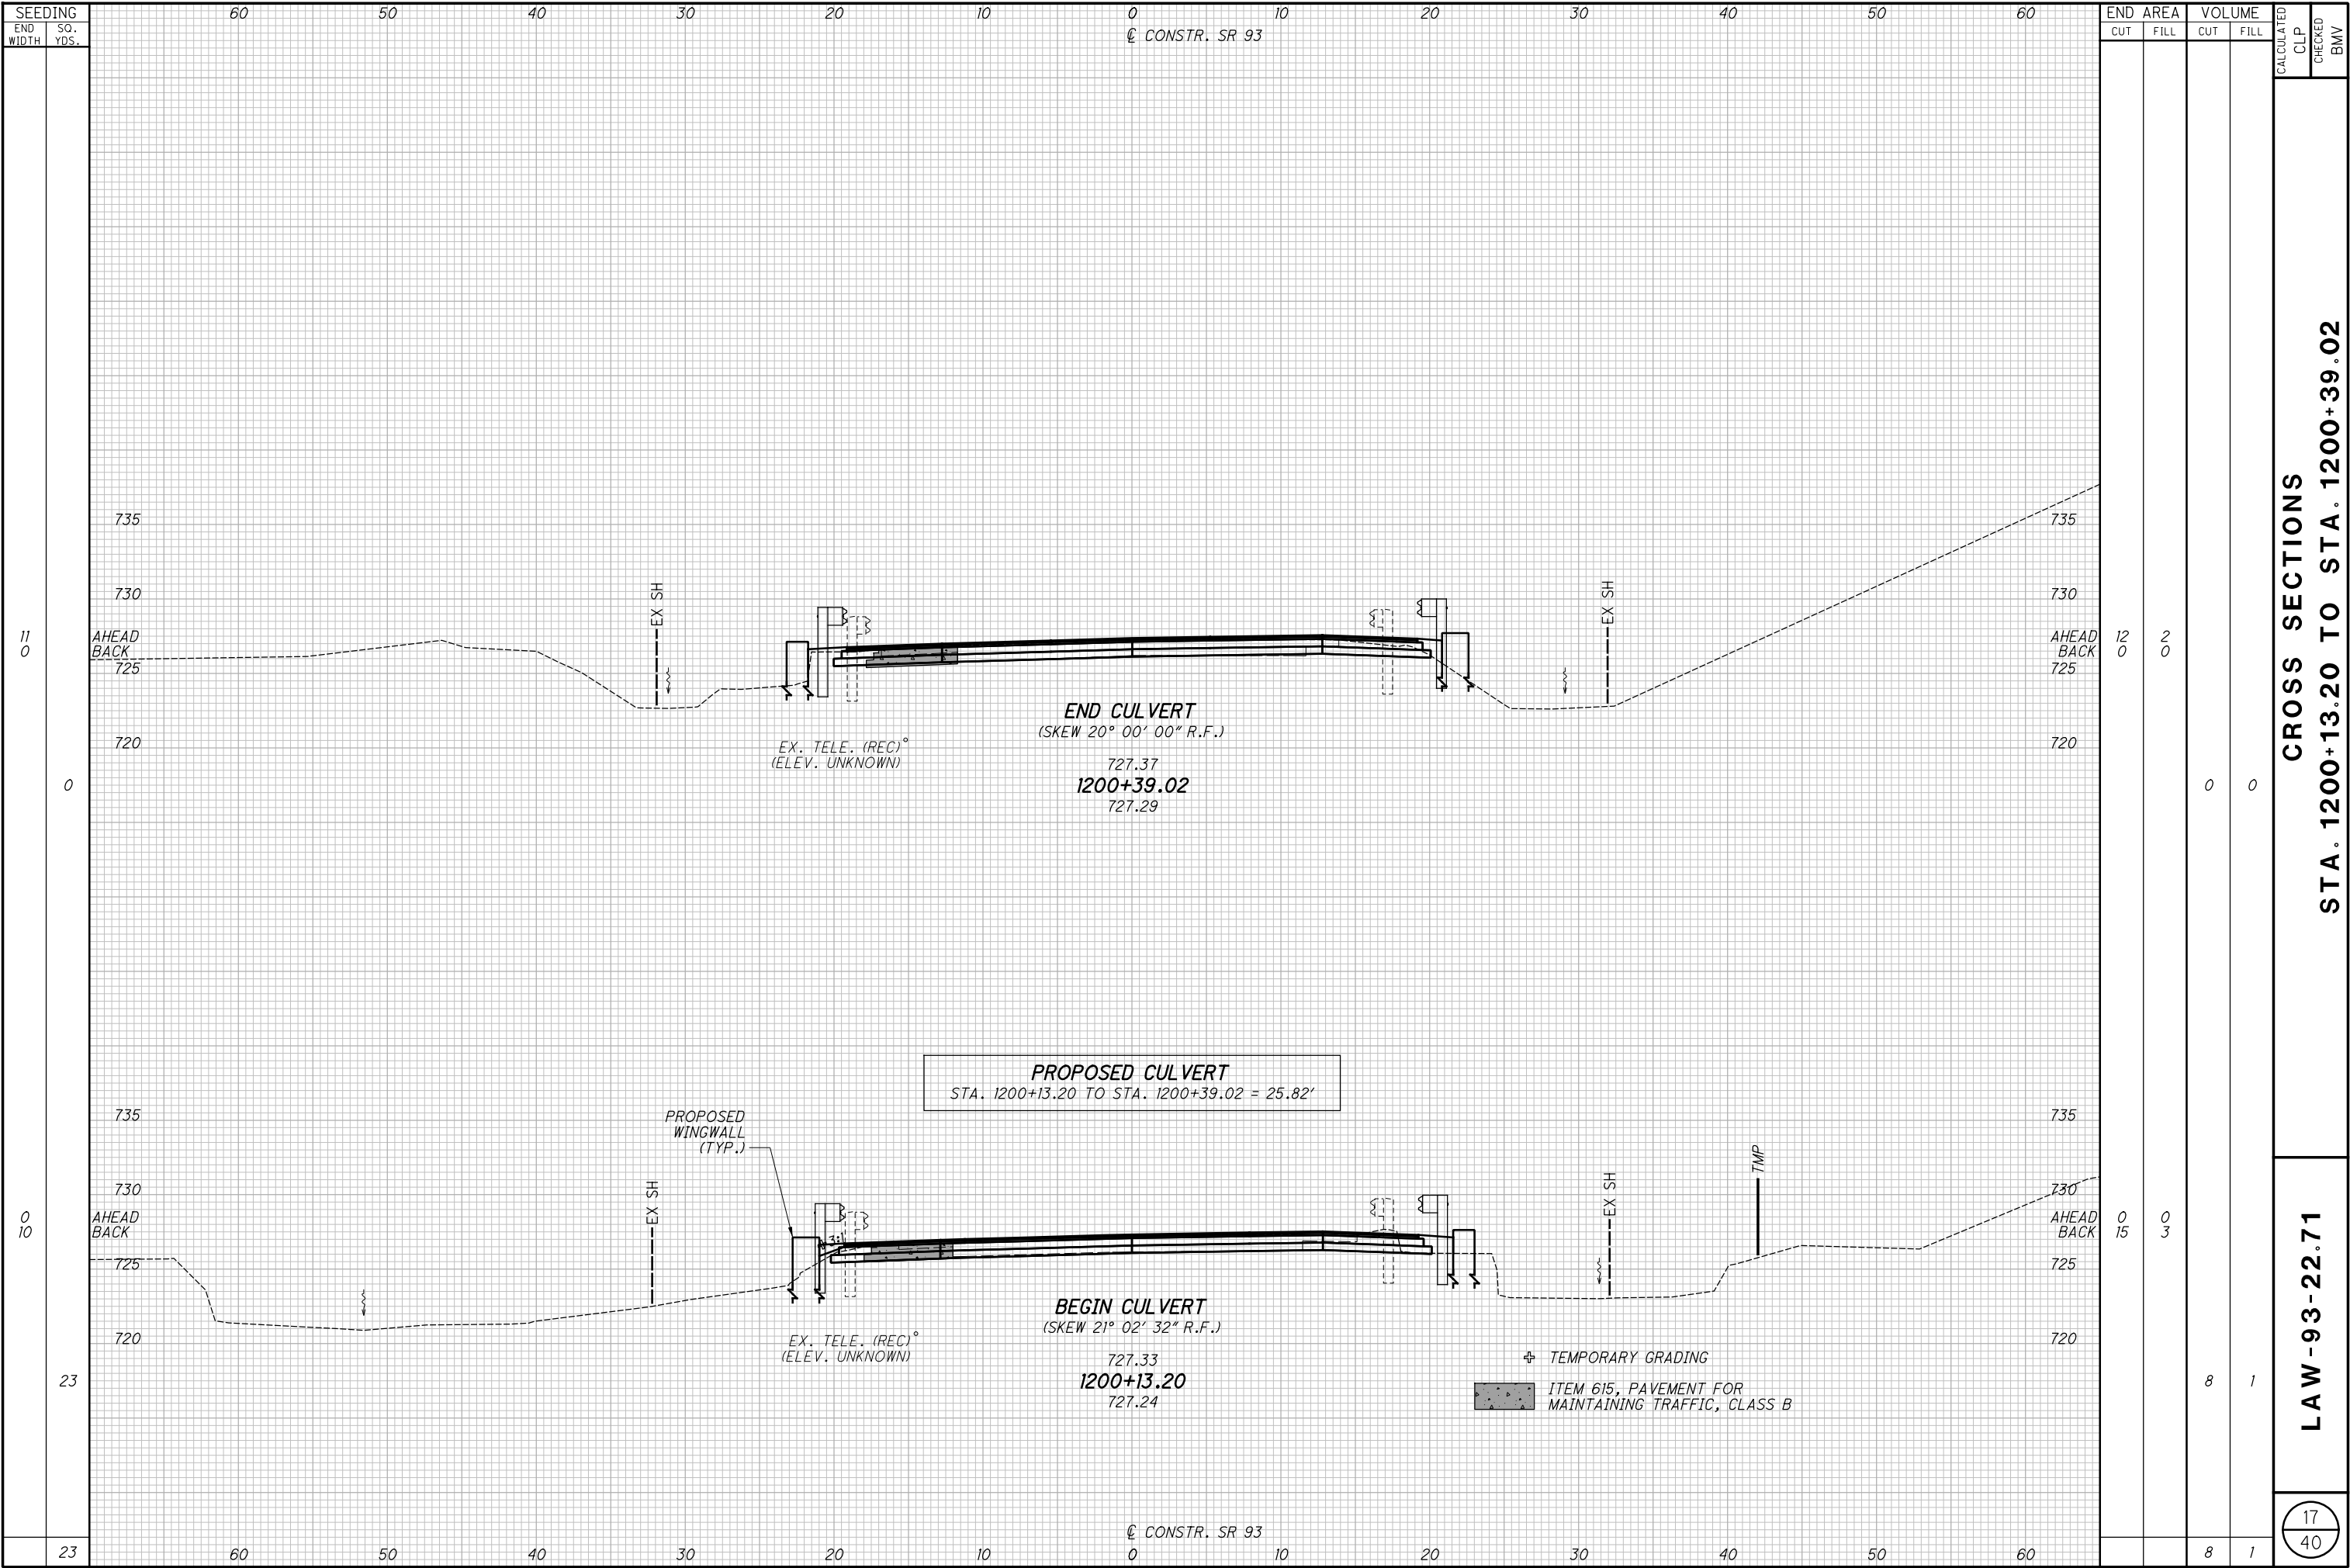 SEEDING
END WIDTH
SQ. YDS.
60 50 40 30 20 10 0 10 20 30 40 50 60
℄ CONSTR. SR 93
END AREA
VOLUME
CUT FILL CUT FILL
CALCULATED
CLP
CHECKED
BMV
735 735
730 730
EX SH
EX SH
11 AHEAD
0 BACK
AHEAD 12 2
BACK 0 0
725 725
END CULVERT
(SKEW 20° 00' 00" R.F.)
720 720
EX. TELE. (REC)
(ELEV. UNKNOWN)
727.37
1200+39.02
727.29
0 0 0
PROPOSED CULVERT
STA. 1200+13.20 TO STA. 1200+39.02 = 25.82'
735 735
PROPOSED
WINGWALL
(TYP.)
TMP
730 730
EX SH
EX SH
0 AHEAD
10 BACK
AHEAD 0 0
BACK 15 3
3:1
725 725
BEGIN CULVERT
(SKEW 21° 02' 32" R.F.)
720 720
EX. TELE. (REC)
(ELEV. UNKNOWN)
727.33
1200+13.20
727.24
TEMPORARY GRADING
ITEM 615, PAVEMENT FOR
MAINTAINING TRAFFIC, CLASS B
23 8 1
℄ CONSTR. SR 93
23
60 50 40 30 20 10 0 10 20 30 40 50 60
8 1
CROSS SECTIONS
STA. 1200+13.20 TO STA. 1200+39.02
LAW-93-22.71
17
40